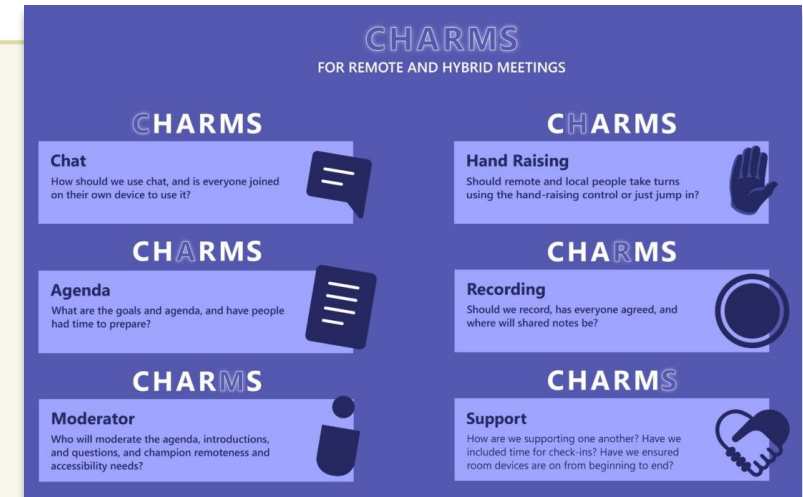 CHARMS
FOR REMOTE AND HYBRID MEETINGS
CHARMS
Chat
How should we use chat, and is everyone joined
on their own device to use it?
CHARMS
Hand Raising
Should remote and local people take turns
using the hand-raising control or just jump in?
CHARMS
Agenda
What are the goals and agenda, and have people
had time to prepare?
CHARMS
Recording
Should we record, has everyone agreed, and
where will shared notes be?
CHARMS
Moderator
Who will moderate the agenda, introductions,
and questions, and champion remoteness and
accessibility needs?
CHARMS
Support
How are we supporting one another? Have we
included time for check-ins? Have we ensured
room devices are on from beginning to end?